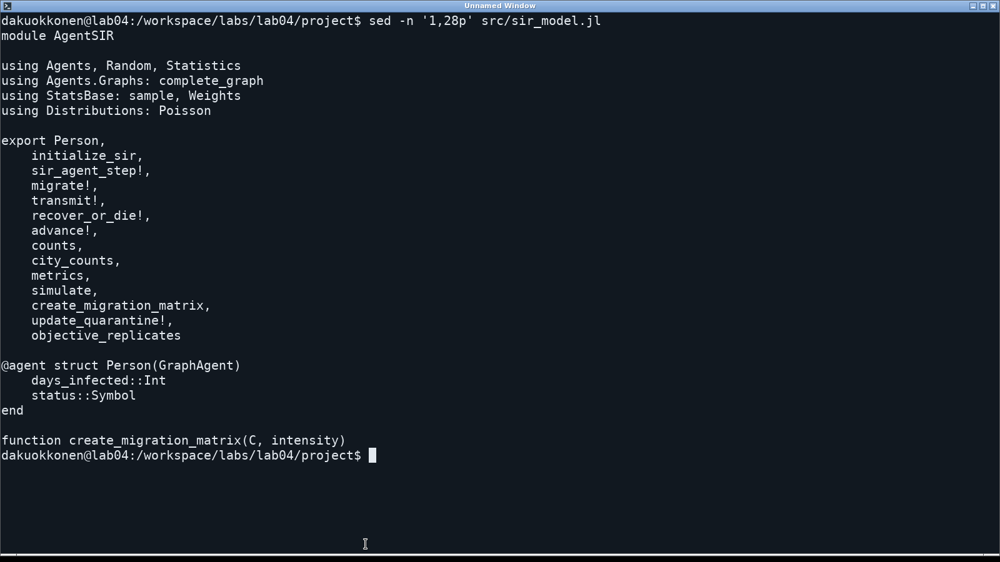 Unnamed Window
dakuokkonen@lab04:/workspace/labs/lab04/project$ sed -n '1,28p' src/sir_model.jl
module AgentSIR

using Agents, Random, Statistics
using Agents.Graphs: complete_graph
using StatsBase: sample, Weights
using Distributions: Poisson

export Person,
    initialize_sir,
    sir_agent_step!,
    migrate!,
    transmit!,
    recover_or_die!,
    advance!,
    counts,
    city_counts,
    metrics,
    simulate,
    create_migration_matrix,
    update_quarantine!,
    objective_replicates

@agent struct Person(GraphAgent)
    days_infected::Int
    status::Symbol
end

function create_migration_matrix(C, intensity)
dakuokkonen@lab04:/workspace/labs/lab04/project$